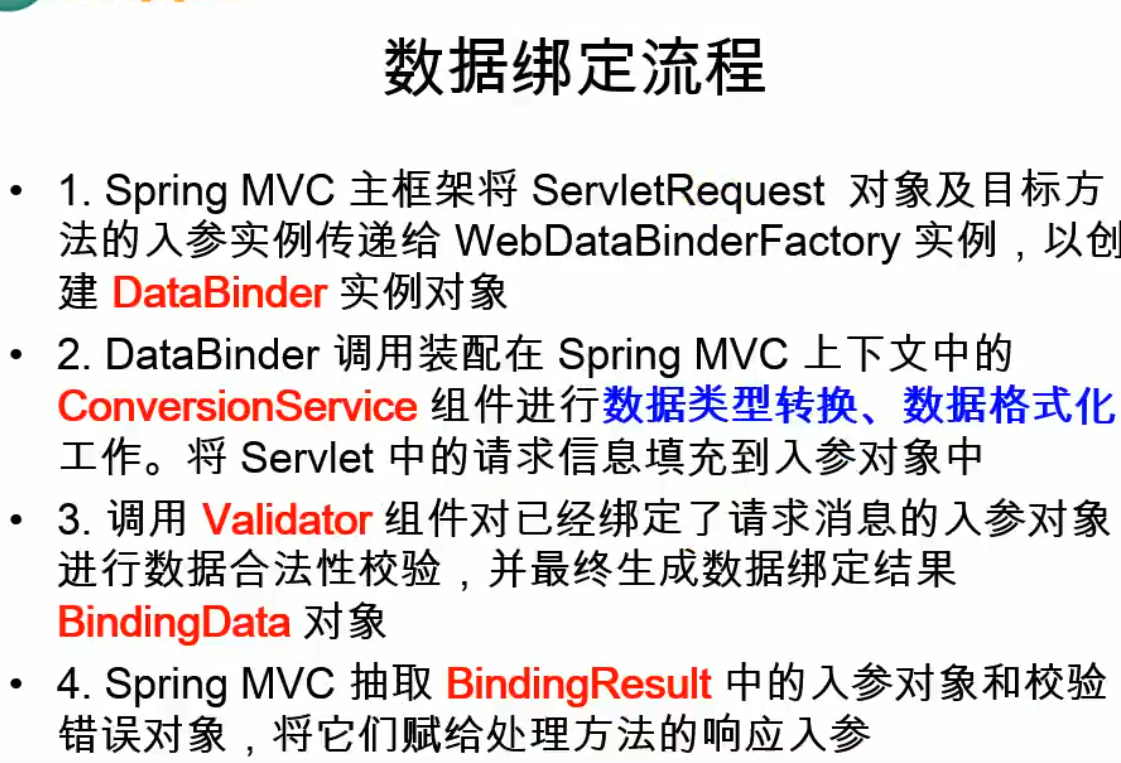 数据绑定流程
• 1. Spring MVC 主框架将 ServletRequest 对象及目标方
法的入参实例传递给 WebDataBinderFactory 实例，以创
建 DataBinder 实例对象
• 2. DataBinder 调用装配在 Spring MVC 上下文中的
ConversionService 组件进行数据类型转换、数据格式化
工作。将 Servlet 中的请求信息填充到入参对象中
• 3. 调用 Validator 组件对已经绑定了请求消息的入参对象
进行数据合法性校验，并最终生成数据绑定结果
BindingData 对象
• 4. Spring MVC 抽取 BindingResult 中的入参对象和校验
错误对象，将它们赋给处理方法的响应入参